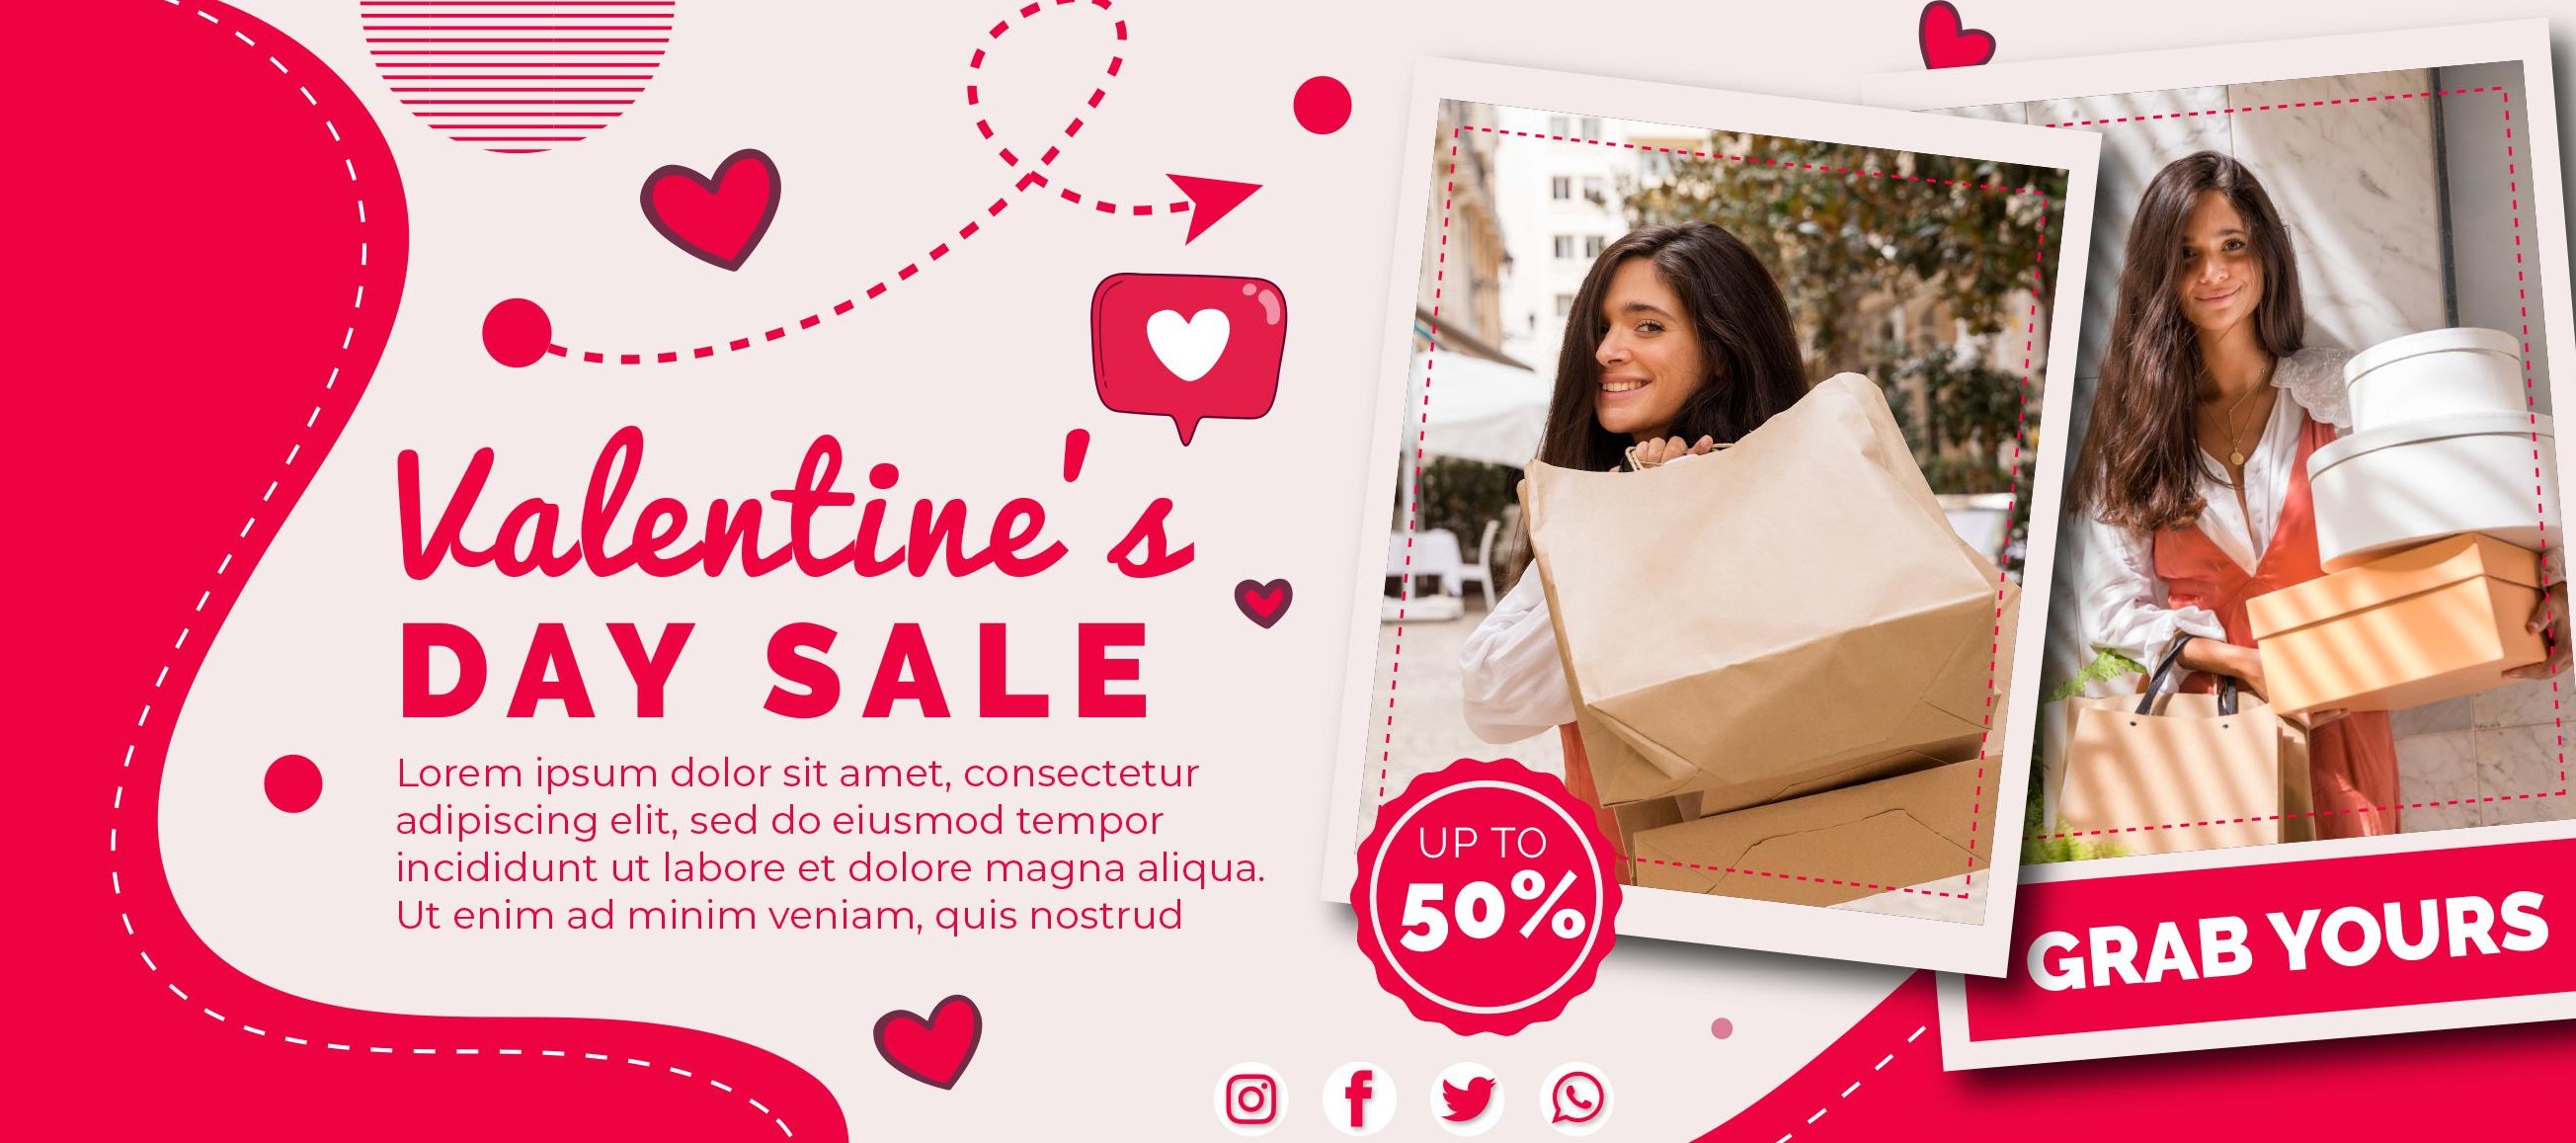 Valentine's
DAY SALE
Lorem ipsum dolor sit amet, consectetur
adipiscing elit, sed do eiusmod tempor
incididunt ut labore et dolore magna aliqua.
Ut enim ad minim veniam, quis nostrud
UP TO
50%
GRAB YOURS